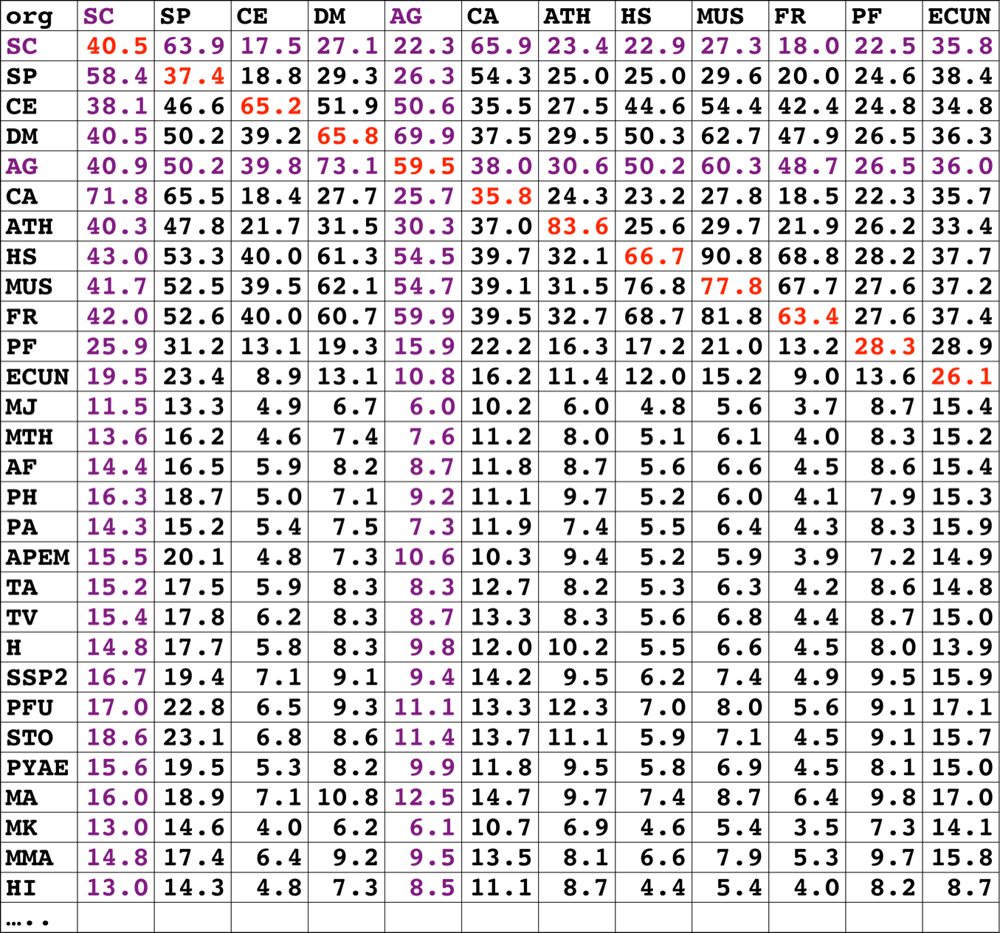 org SC SP CE DM AG CA ATH HS MUS FR PF ECUN
SC 40.5 63.9 17.5 27.1 22.3 65.9 23.4 22.9 27.3 18.0 22.5 35.8
SP 58.4 37.4 18.8 29.3 26.3 54.3 25.0 25.0 29.6 20.0 24.6 38.4
CE 38.1 46.6 65.2 51.9 50.6 35.5 27.5 44.6 54.4 42.4 24.8 34.8
DM 40.5 50.2 39.2 65.8 69.9 37.5 29.5 50.3 62.7 47.9 26.5 36.3
AG 40.9 50.2 39.8 73.1 59.5 38.0 30.6 50.2 60.3 48.7 26.5 36.0
CA 71.8 65.5 18.4 27.7 25.7 35.8 24.3 23.2 27.8 18.5 22.3 35.7
ATH 40.3 47.8 21.7 31.5 30.3 37.0 83.6 25.6 29.7 21.9 26.2 33.4
HS 43.0 53.3 40.0 61.3 54.5 39.7 32.1 66.7 90.8 68.8 28.2 37.7
MUS 41.7 52.5 39.5 62.1 54.7 39.1 31.5 76.8 77.8 67.7 27.6 37.2
FR 42.0 52.6 40.0 60.7 59.9 39.5 32.7 68.7 81.8 63.4 27.6 37.4
PF 25.9 31.2 13.1 19.3 15.9 22.2 16.3 17.2 21.0 13.2 28.3 28.9
ECUN 19.5 23.4 8.9 13.1 10.8 16.2 11.4 12.0 15.2 9.0 13.6 26.1
MJ 11.5 13.3 4.9 6.7 6.0 10.2 6.0 4.8 5.6 3.7 8.7 15.4
MTH 13.6 16.2 4.6 7.4 7.6 11.2 8.0 5.1 6.1 4.0 8.3 15.2
AF 14.4 16.5 5.9 8.2 8.7 11.8 8.7 5.6 6.6 4.5 8.6 15.4
PH 16.3 18.7 5.0 7.1 9.2 11.1 9.7 5.2 6.0 4.1 7.9 15.3
PA 14.3 15.2 5.4 7.5 7.3 11.9 7.4 5.5 6.4 4.3 8.3 15.9
APEM 15.5 20.1 4.8 7.3 10.6 10.3 9.4 5.2 5.9 3.9 7.2 14.9
TA 15.2 17.5 5.9 8.3 8.3 12.7 8.2 5.3 6.3 4.2 8.6 14.8
TV 15.4 17.8 6.2 8.3 8.7 13.3 8.3 5.6 6.8 4.4 8.7 15.0
H 14.8 17.7 5.8 8.3 9.8 12.0 10.2 5.5 6.6 4.5 8.0 13.9
SSP2 16.7 19.4 7.1 9.1 9.4 14.2 9.5 6.2 7.4 4.9 9.5 15.9
PFU 17.0 22.8 6.5 9.3 11.1 13.3 12.3 7.0 8.0 5.6 9.1 17.1
STO 18.6 23.1 6.8 8.6 11.4 13.7 11.1 5.9 7.1 4.5 9.1 15.7
PYAE 15.6 19.5 5.3 8.2 9.9 11.8 9.5 5.8 6.9 4.5 8.1 15.0
MA 16.0 18.9 7.1 10.8 12.5 14.7 9.7 7.4 8.7 6.4 9.8 17.0
MK 13.0 14.6 4.0 6.2 6.1 10.7 6.9 4.6 5.4 3.5 7.3 14.1
MMA 14.8 17.4 6.4 9.2 9.5 13.5 8.1 6.6 7.9 5.3 9.7 15.8
HI 13.0 14.3 4.8 7.3 8.5 11.1 8.7 4.4 5.4 4.0 8.2 8.7
…..